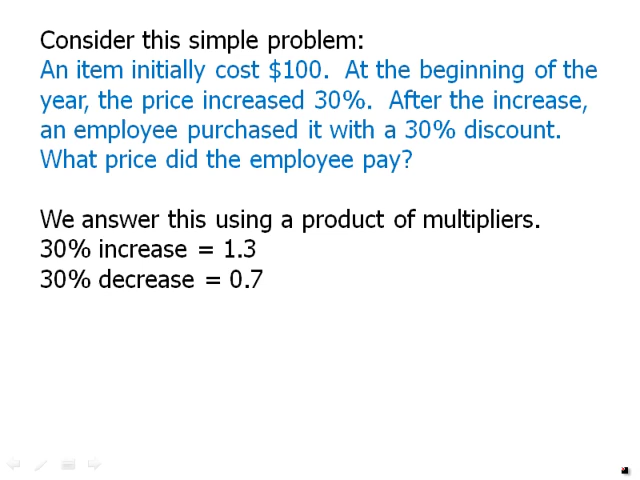 Consider this simple problem:
An item initially cost $100. At the beginning of the
year, the price increased 30%. After the increase,
an employee purchased it with a 30% discount.
What price did the employee pay?
We answer this using a product of multipliers.
30% increase = 1.3
30% decrease = 0.7